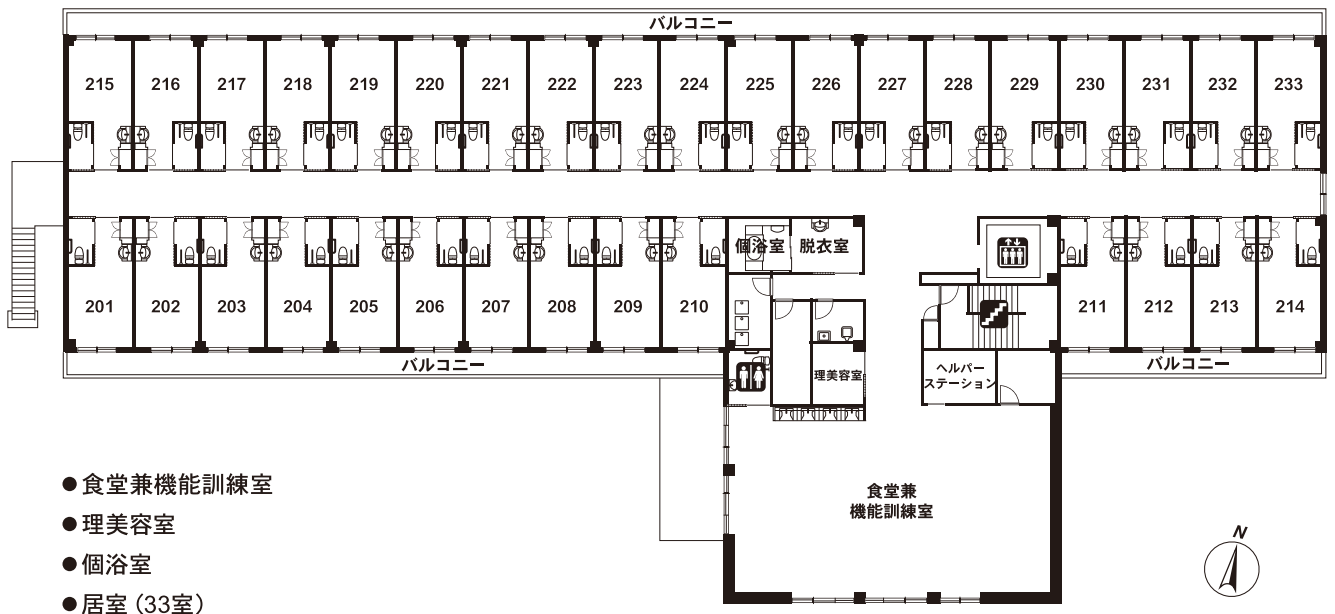 バルコニー
215
216
217
218
219
220
221
222
223
224
225
226
227
228
229
230
231
232
233
個浴室
脱衣室
201
202
203
204
205
206
207
208
209
210
211
212
213
214
バルコニー
理美容室
ヘルパー
ステーション
バルコニー
食堂兼
機能訓練室
●食堂兼機能訓練室
●理美容室
●個浴室
●居室 (33室)
N